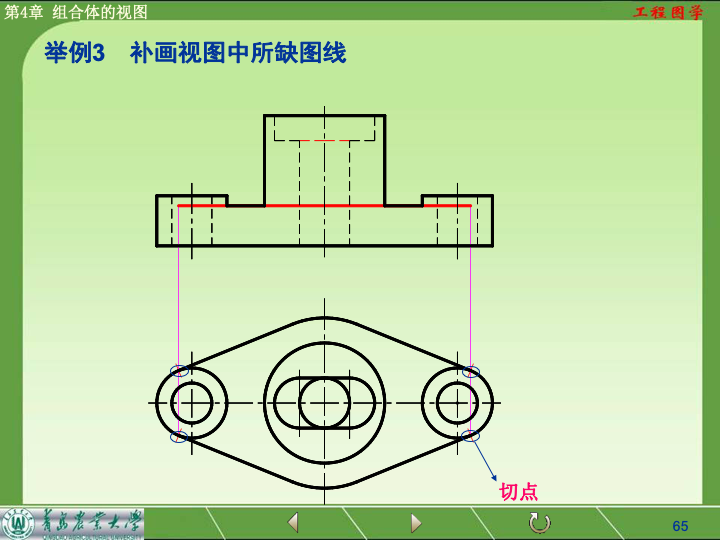 第4章 组合体的视图
工程图学
举例3 补画视图中所缺图线
切点
青岛农业大学
65